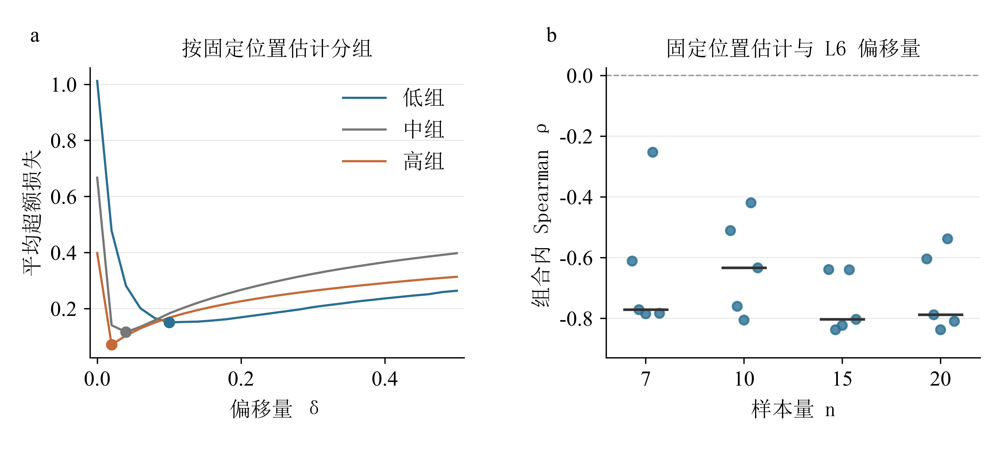 a
按固定位置估计分组
1.0
0.8
0.6
0.4
0.2
平均超额损失
低组
中组
高组
0.0 0.2 0.4
偏移量 δ
b
固定位置估计与 L6 偏移量
0.0
-0.2
-0.4
-0.6
-0.8
组合内 Spearman ρ
7 10 15 20
样本量 n